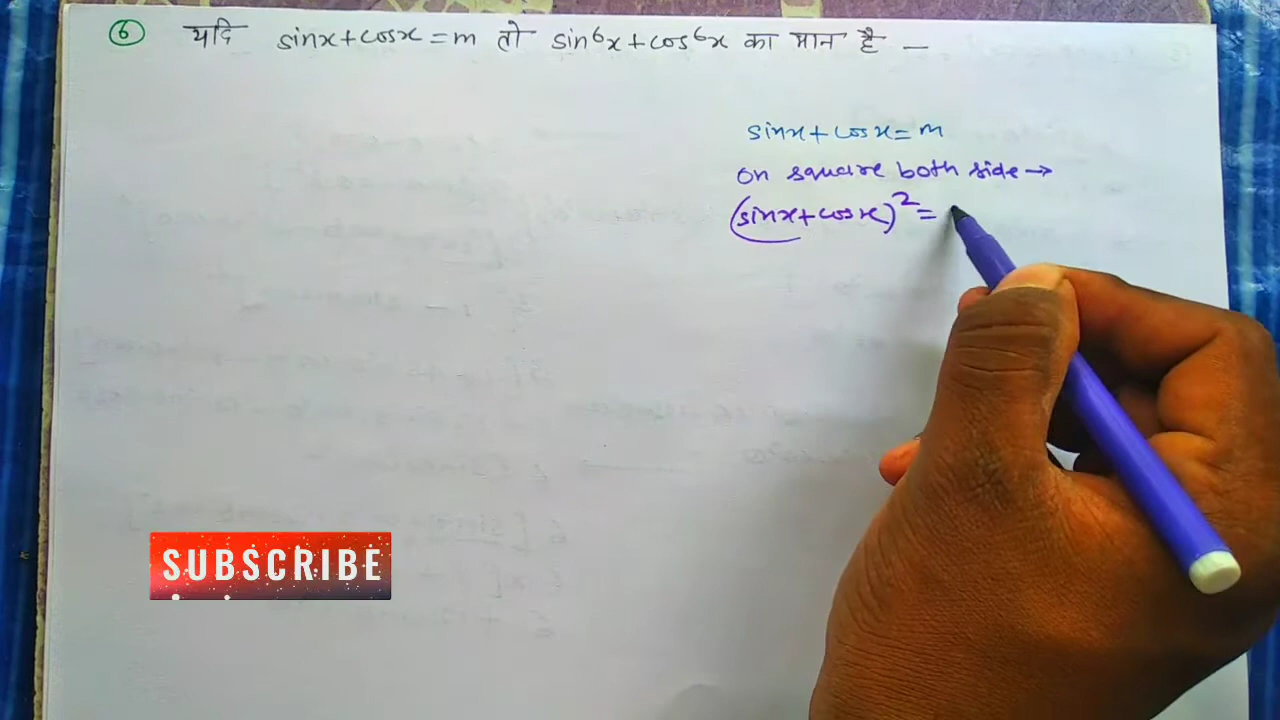 6 यदि sinx+cosx=m तो sin⁶x+cos⁶x का मान है —
sinx+cosx=m
on square both side→
(sinx+cosx)²=
SUBSCRIBE